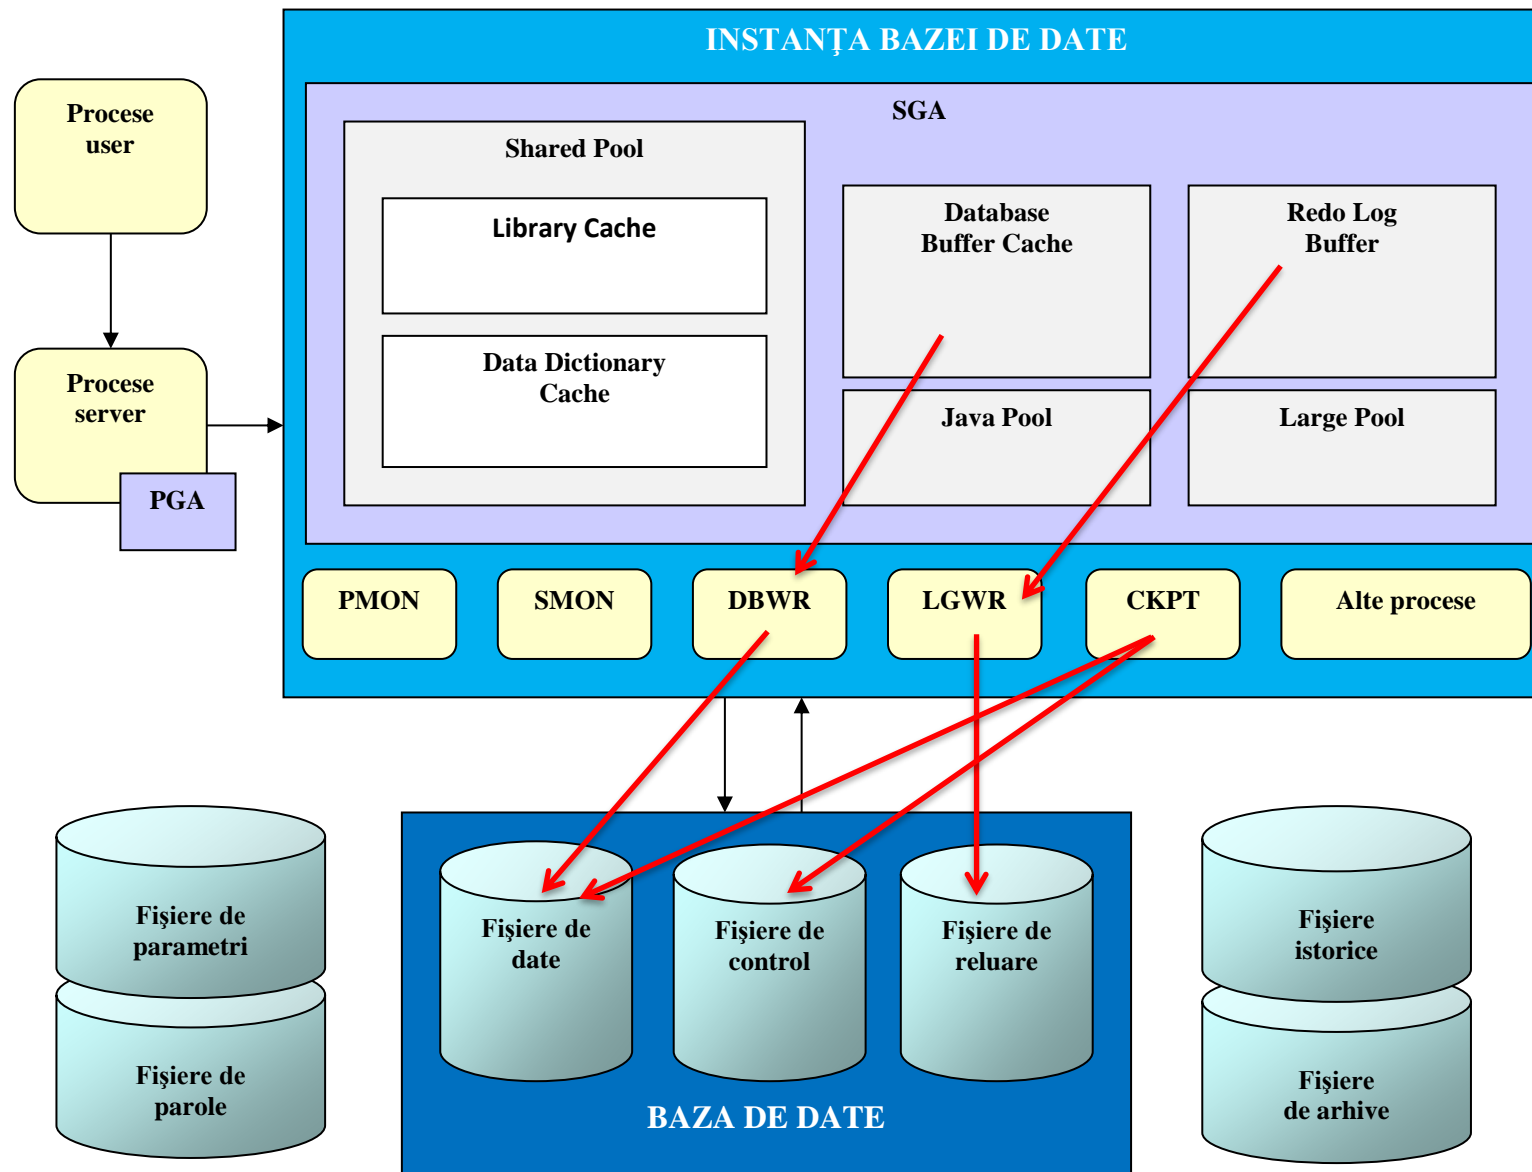 INSTANŢA BAZEI DE DATE
SGA
Procese
user
Shared Pool
Library Cache
Data Dictionary
Cache
Database
Buffer Cache
Redo Log
Buffer
Java Pool
Large Pool
Procese
server
PGA
PMON
SMON
DBWR
LGWR
CKPT
Alte procese
Fişiere de
parametri
Fişiere de
parole
Fişiere de
date
Fişiere de
control
Fişiere de
reluare
BAZA DE DATE
Fişiere
istorice
Fişiere
de arhive